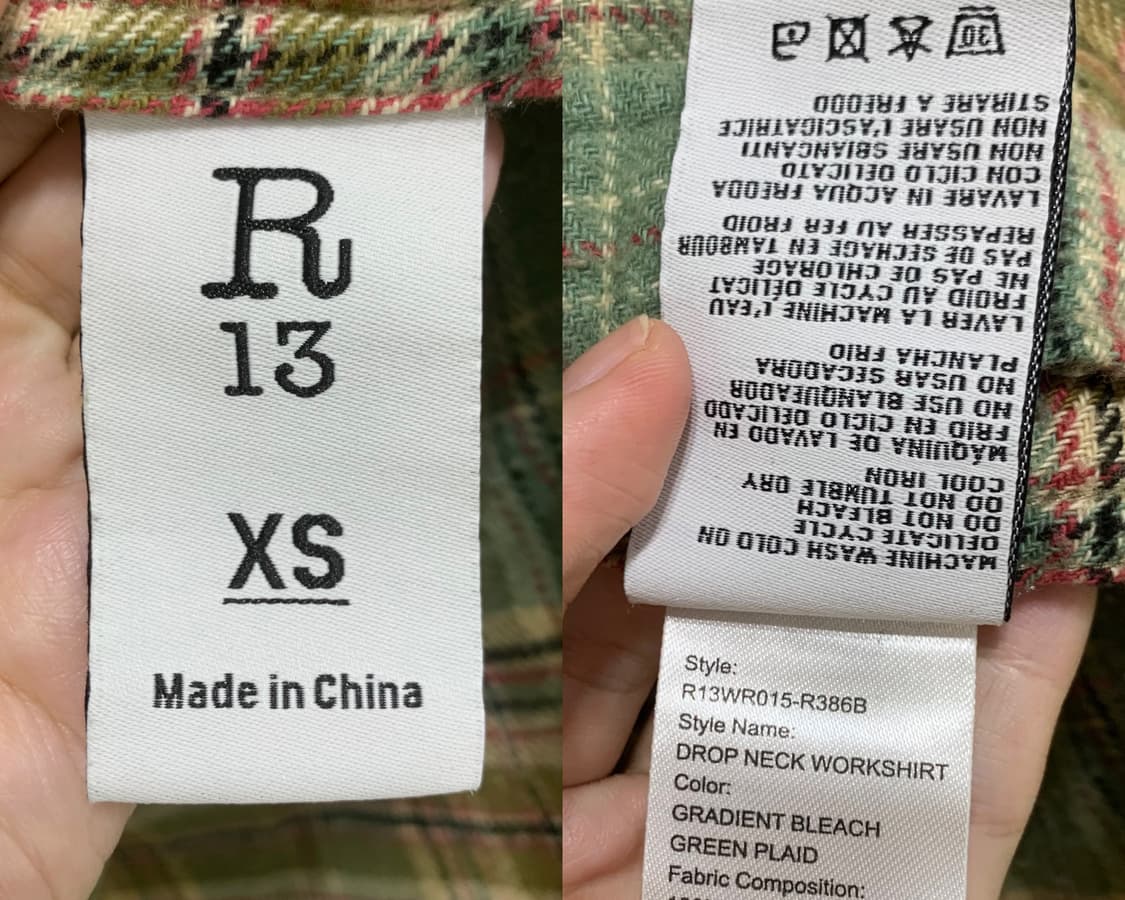 R
13
XS
Made in China
MACHINE WASH COLD ON
DELICATE CYCLE
DO NOT BLEACH
DO NOT TUMBLE DRY
COOL IRON
MÁQUINA DE LAVADO EN
FRIO EN CICLO DELICADO
NO USE BLANQUEADOR
NO USAR SECADORA
PLANCHA FRIO
LAVER LA MACHINE L'EAU
FROID AU CYCLE DÉLICAT
NE PAS DE CHLORAGE
PAS DE SECHAGE EN TAMBOUR
REPASSER AU FER FROID
LAVARE IN ACQUA FREDDA
CON CICLO DELICATO
NON USARE SBIANCANTI
NON USARE L'ASCICATRICE
STIRARE A FREDDO
30
Style:
R13WR015-R386B
Style Name:
DROP NECK WORKSHIRT
Color:
GRADIENT BLEACH
GREEN PLAID
Fabric Composition: